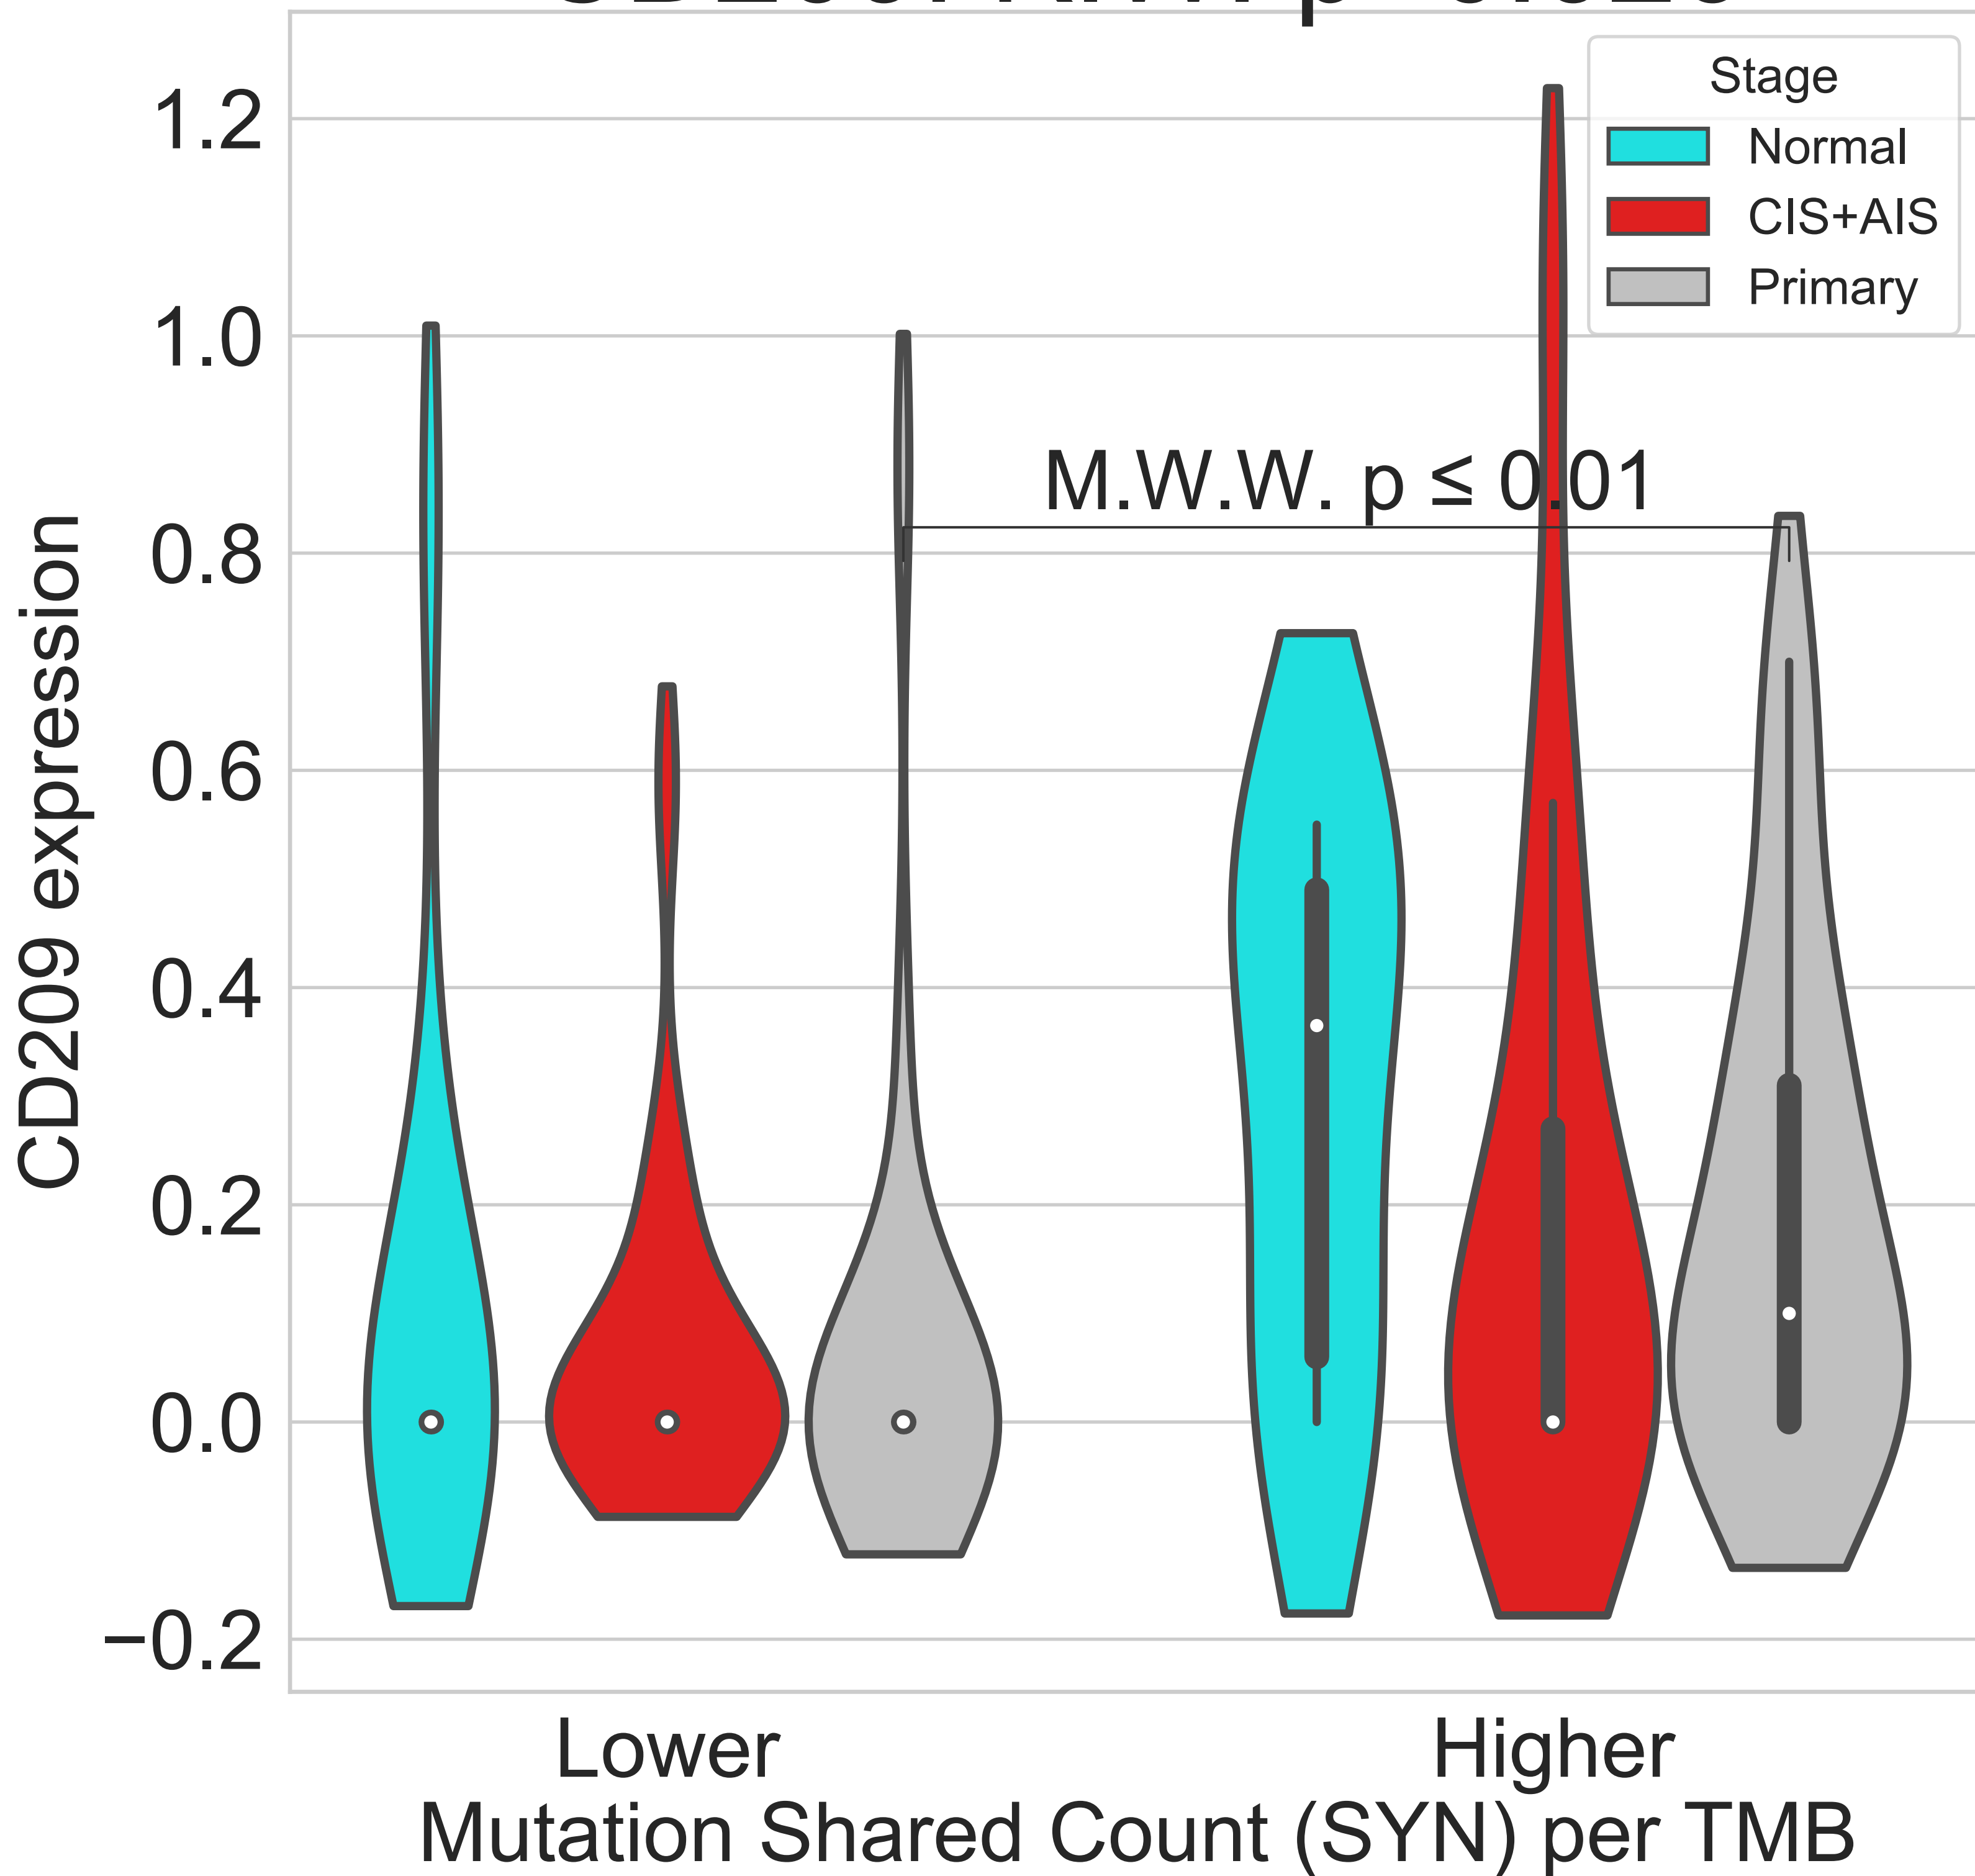 Stage
Normal
CIS+AIS
Primary
M.W.W. p ≤ 0.01
CD209 expression
1.2
1.0
0.8
0.6
0.4
0.2
0.0
−0.2
Lower
Higher
Mutation Shared Count (SYN) per TMB